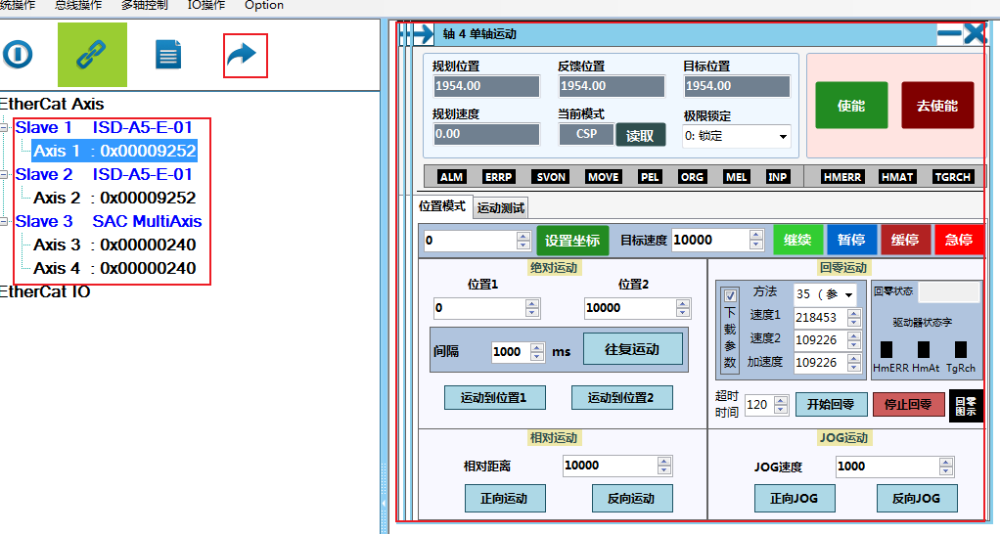 统操作 总线操作 多轴控制 IO操作 Option
EtherCat Axis
Slave 1 ISD-A5-E-01
Axis 1 : 0x00009252
Slave 2 ISD-A5-E-01
Axis 2 : 0x00009252
Slave 3 SAC MultiAxis
Axis 3 : 0x00000240
Axis 4 : 0x00000240
EtherCat IO
轴 4 单轴运动
规划位置 反馈位置 目标位置
1954.00 1954.00 1954.00
规划速度 当前模式 极限锁定
0.00 CSP 读取 0: 锁定
使能 去使能
ALM ERRP SVON MOVE PEL ORG MEL INP HMERR HMAT TGRCH
位置模式 运动测试
0 设置坐标 目标速度 10000 继续 暂停 缓停 急停
绝对运动
位置1 位置2
0 10000
间隔 1000 ms 往复运动
运动到位置1 运动到位置2
回零运动
下载参数
方法 35（参
速度1 218453
速度2 109226
加速度 109226
回零状态
驱动器状态字
HmERR HmAt TgRch
超时时间 120 开始回零 停止回零 回零图示
相对运动
相对距离 10000
正向运动 反向运动
JOG运动
JOG速度 1000
正向JOG 反向JOG